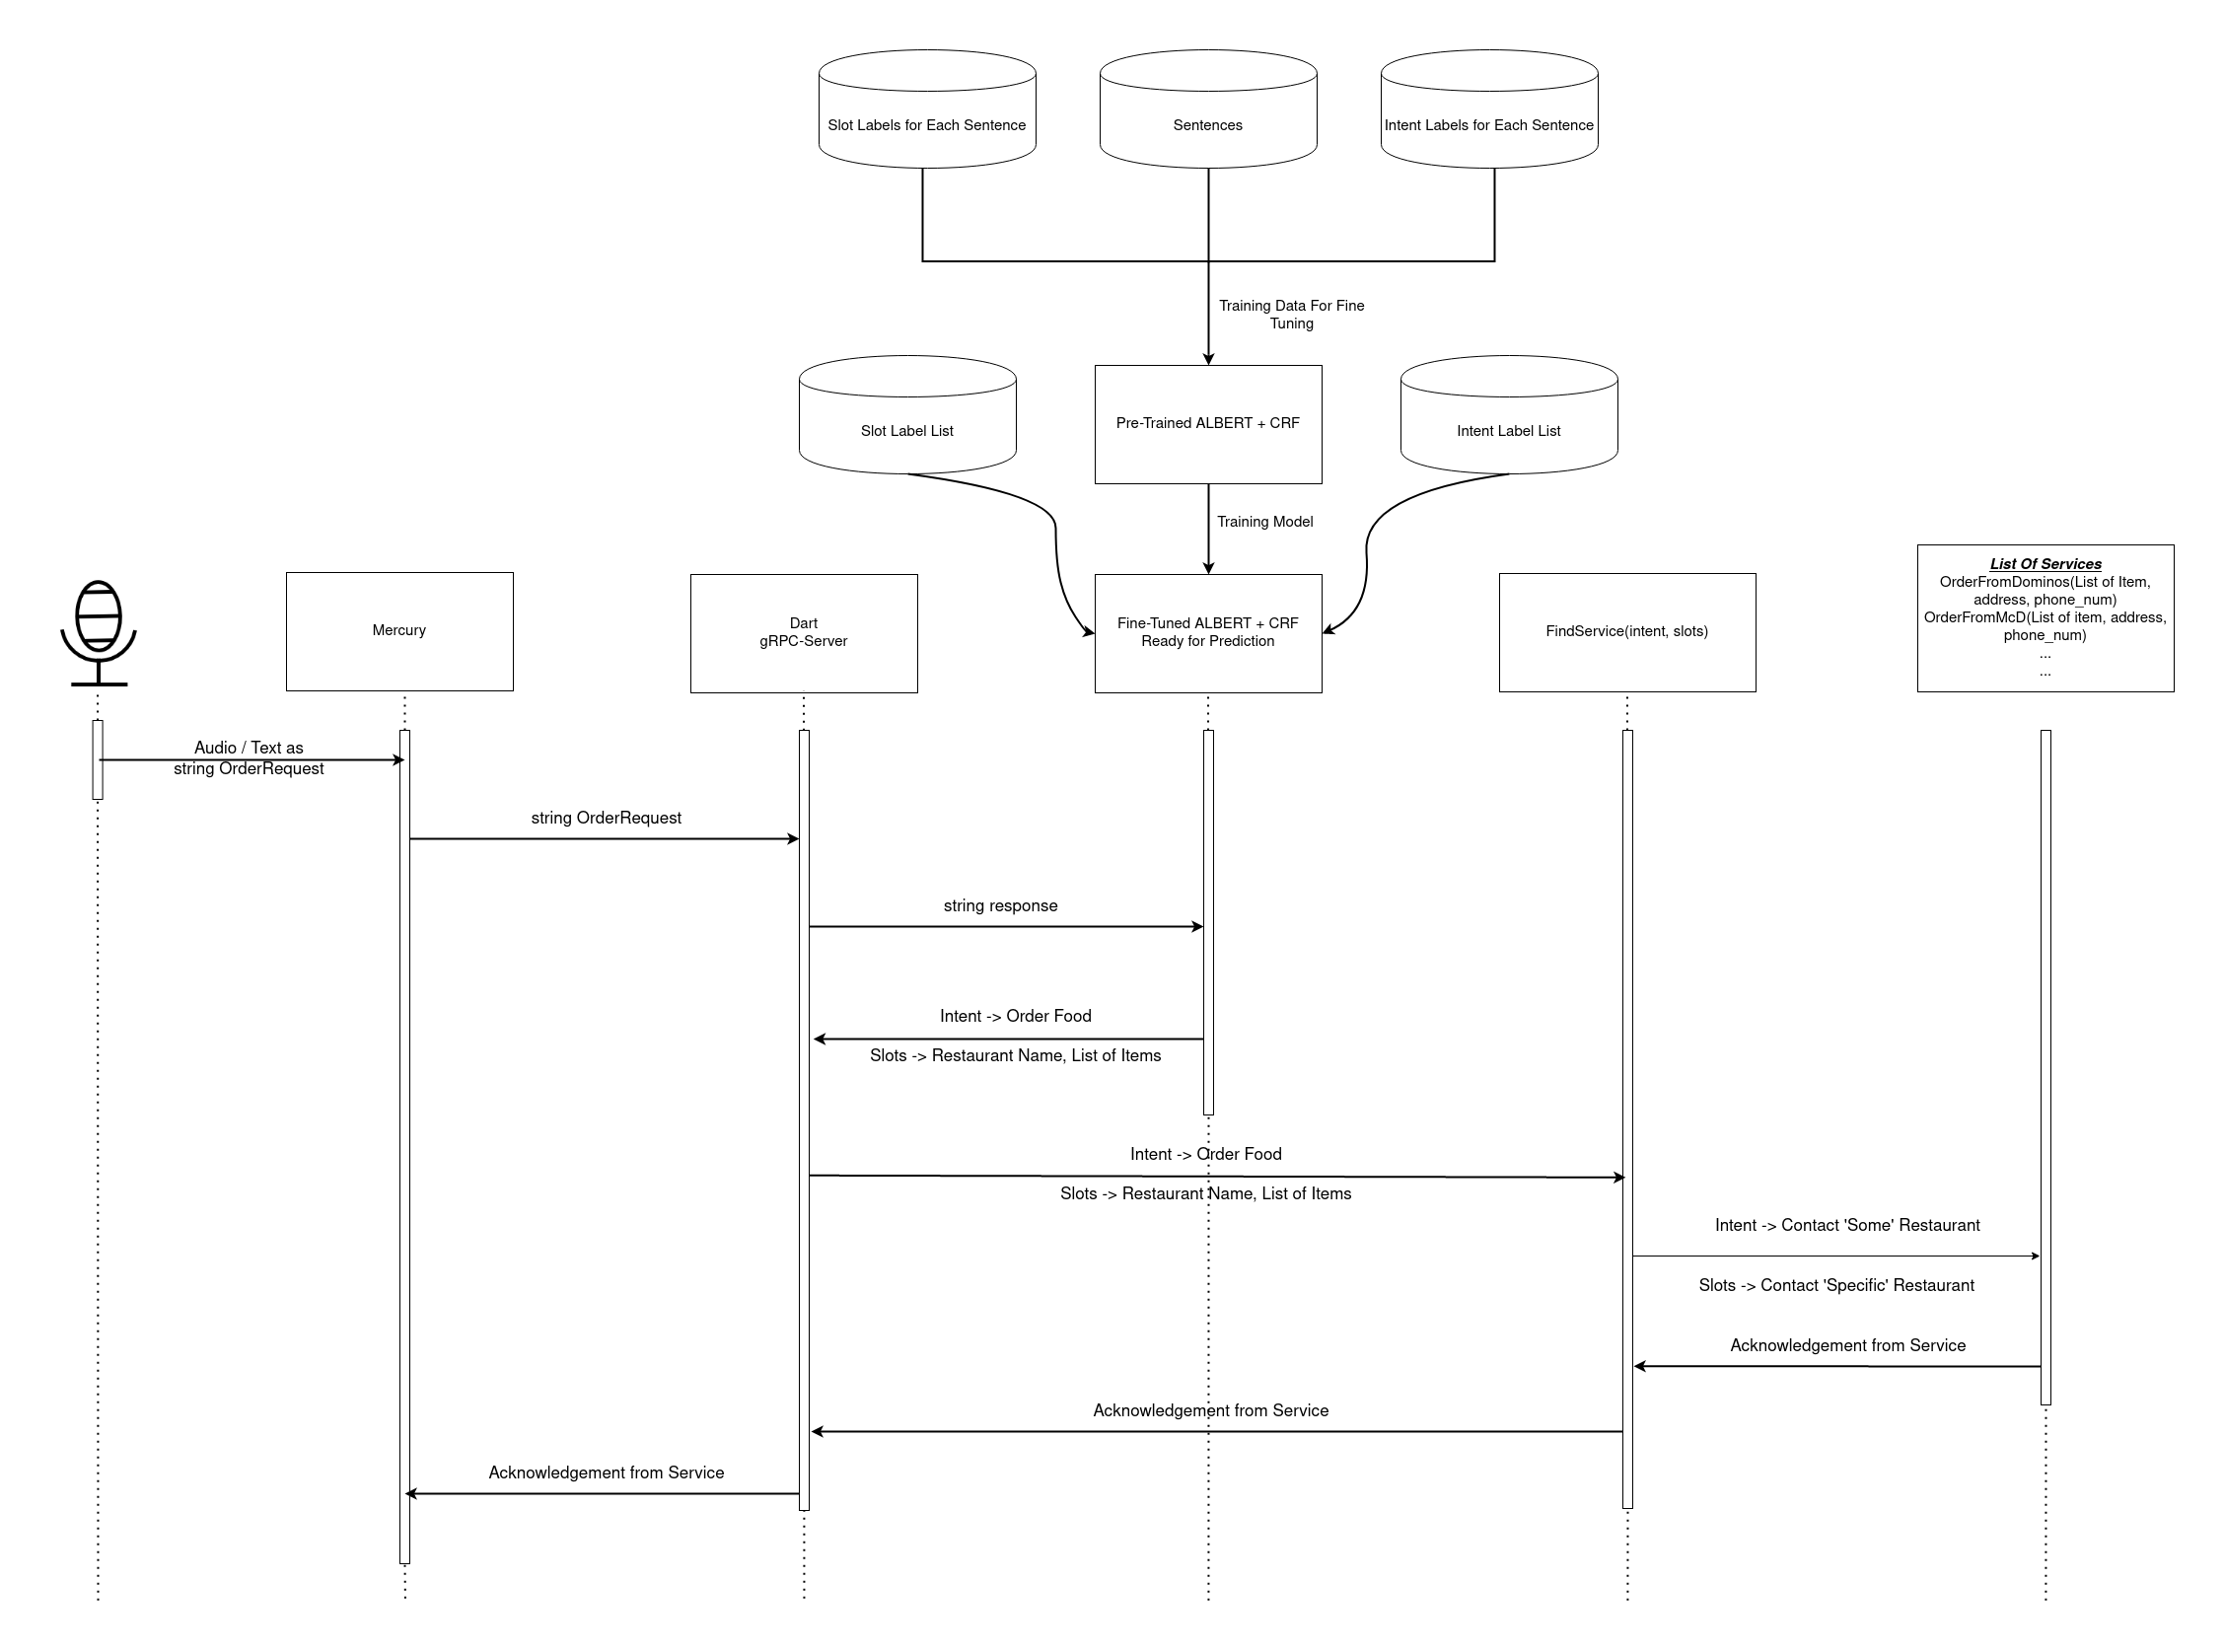 Slot Labels for Each Sentence
Sentences
Intent Labels for Each Sentence
Training Data For Fine
Tuning
Slot Label List
Pre-Trained ALBERT + CRF
Intent Label List
Training Model
Mercury
Dart
gRPC-Server
Fine-Tuned ALBERT + CRF
Ready for Prediction
FindService(intent, slots)
List Of Services
OrderFromDominos(List of Item,
address, phone_num)
OrderFromMcD(List of item, address,
phone_num)
...
...
Audio / Text as
string OrderRequest
string OrderRequest
string response
Intent -> Order Food
Slots -> Restaurant Name, List of Items
Intent -> Order Food
Slots -> Restaurant Name, List of Items
Intent -> Contact 'Some' Restaurant
Slots -> Contact 'Specific' Restaurant
Acknowledgement from Service
Acknowledgement from Service
Acknowledgement from Service